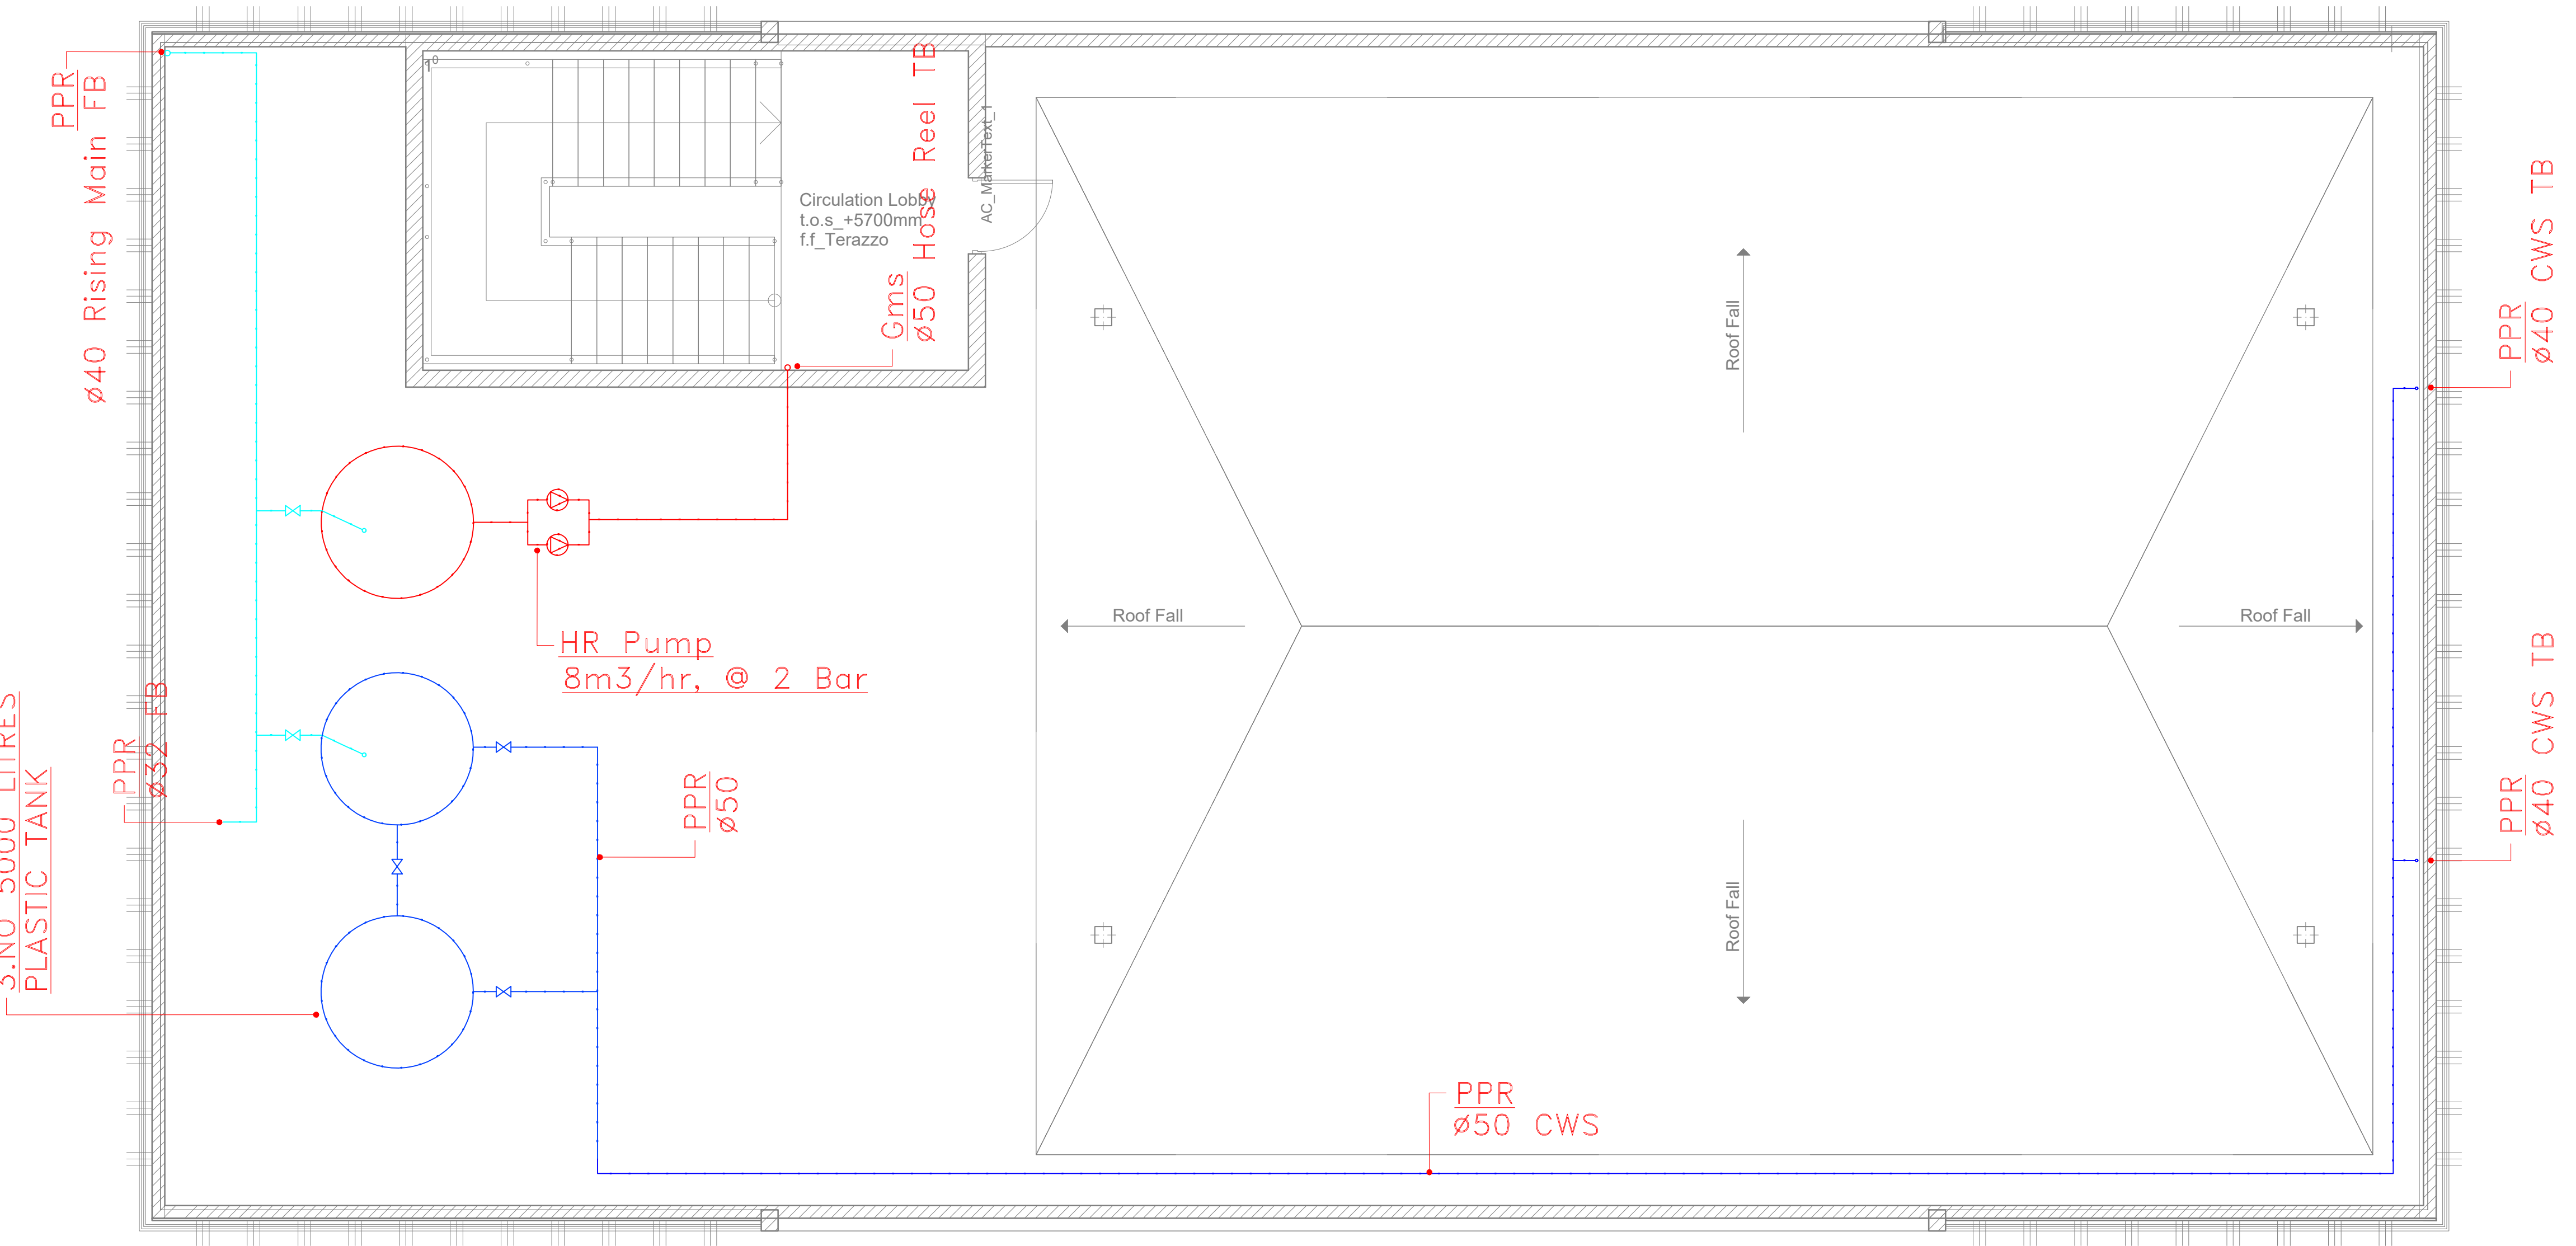 PPR
ø40 Rising Main FB
10
Circulation Lobby
t.o.s_+5700mm
f.f_Terazzo
Gms
ø50 Hose Reel TB
AC_MarkerText_1
Roof Fall
PPR
ø40 CWS TB
HR Pump
8m3/hr, @ 2 Bar
Roof Fall
Roof Fall
PPR
ø32 FB
3.NO 5000 LITRES
PLASTIC TANK
PPR
ø50
Roof Fall
PPR
ø40 CWS TB
PPR
ø50 CWS